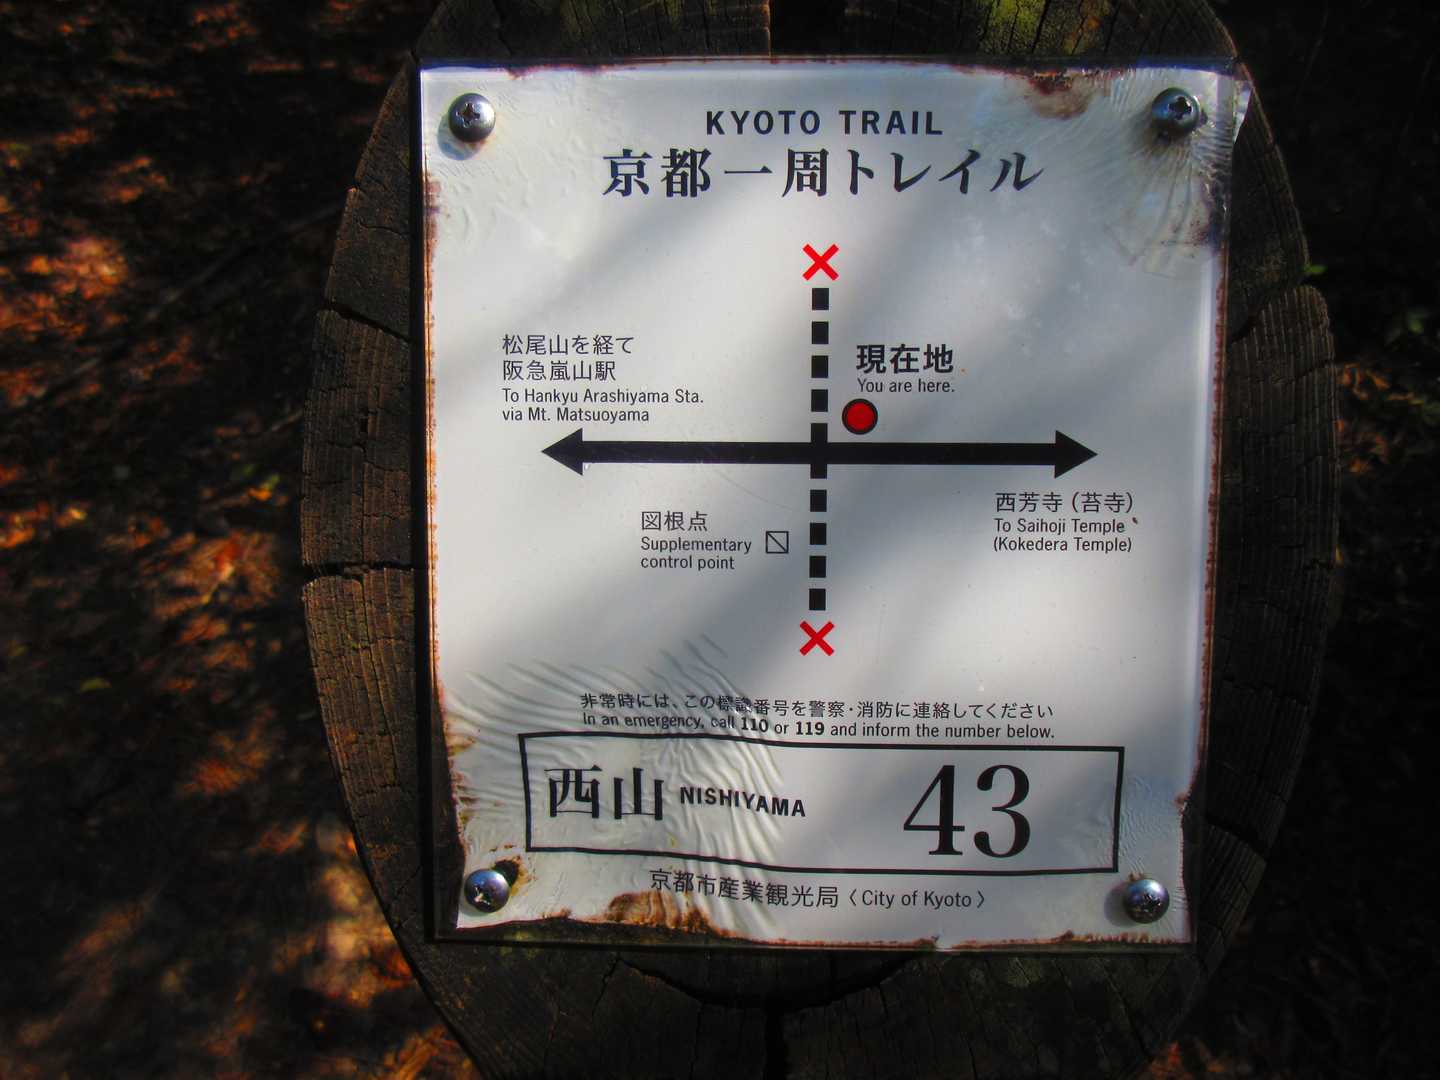 KYOTO TRAIL
京都一周トレイル
松尾山を経て
阪急嵐山駅
To Hankyu Arashiyama Sta.
via Mt. Matsuoyama
現在地
You are here.
図根点
Supplementary
control point
西芳寺（苔寺）
To Saihoji Temple
(Kokedera Temple)
非常時には、この標識番号を警察・消防に連絡してください
In an emergency, call 110 or 119 and inform the number below.
西山 NISHIYAMA 43
京都市産業観光局〈City of Kyoto〉